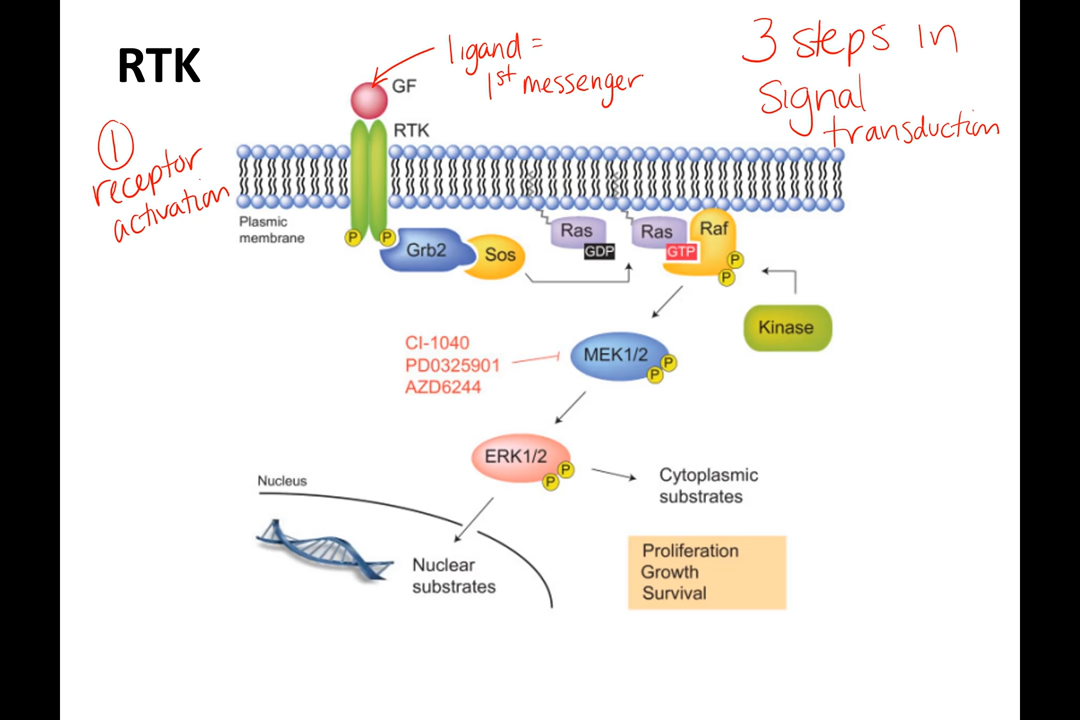 RTK
ligand =
1st messenger
3 steps in
signal
transduction
GF
RTK
①
receptor
activation
Plasmic
membrane
P
P
Grb2
Sos
Ras
GDP
Ras
GTP
Raf
P
P
Kinase
CI-1040
PD0325901
AZD6244
MEK1/2
P
P
ERK1/2
P
P
Cytoplasmic
substrates
Nucleus
Nuclear
substrates
Proliferation
Growth
Survival